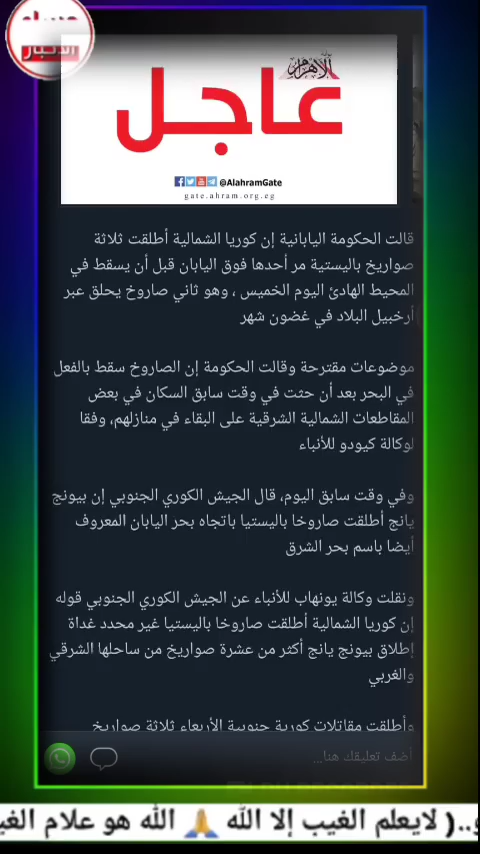 الأخبار
الأهرام
عاجل
@AlahramGate
gate.ahram.org.eg
قالت الحكومة اليابانية إن كوريا الشمالية أطلقت ثلاثة
صواريخ باليستية مر أحدها فوق اليابان قبل أن يسقط في
المحيط الهادئ اليوم الخميس ، وهو ثاني صاروخ يحلق عبر
أرخبيل البلاد في غضون شهر
موضوعات مقترحة وقالت الحكومة إن الصاروخ سقط بالفعل
في البحر بعد أن حثت في وقت سابق السكان في بعض
المقاطعات الشمالية الشرقية على البقاء في منازلهم، وفقا
لوكالة كيودو للأنباء
وفي وقت سابق اليوم، قال الجيش الكوري الجنوبي إن بيونج
يانج أطلقت صاروخا باليستيا باتجاه بحر اليابان المعروف
أيضا باسم بحر الشرق
ونقلت وكالة يونهاب للأنباء عن الجيش الكوري الجنوبي قوله
إن كوريا الشمالية أطلقت صاروخا باليستيا غير محدد غداة
إطلاق بيونج يانج أكثر من عشرة صواريخ من ساحلها الشرقي
والغربي
وأطلقت مقاتلات كورية جنوبية الأربعاء ثلاثة صواريخ
أضف تعليقك هنا...
و..( لايعلم الغيب إلا الله 🙏 الله هو علام الغي